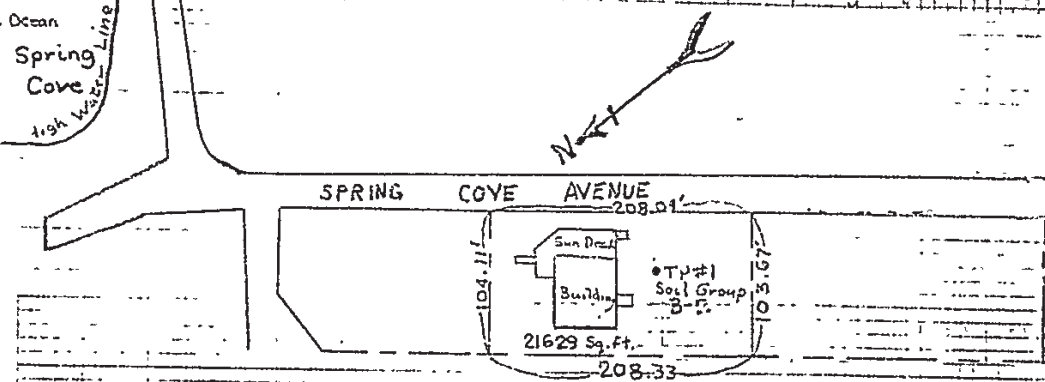 Ocean
Spring
Cove
High Water Line
N
SPRING COVE AVENUE
208.01'
Sun Deck
104.11'
TP#1
Soil Group
Building
103.67'
21629 Sq.ft.
208.33